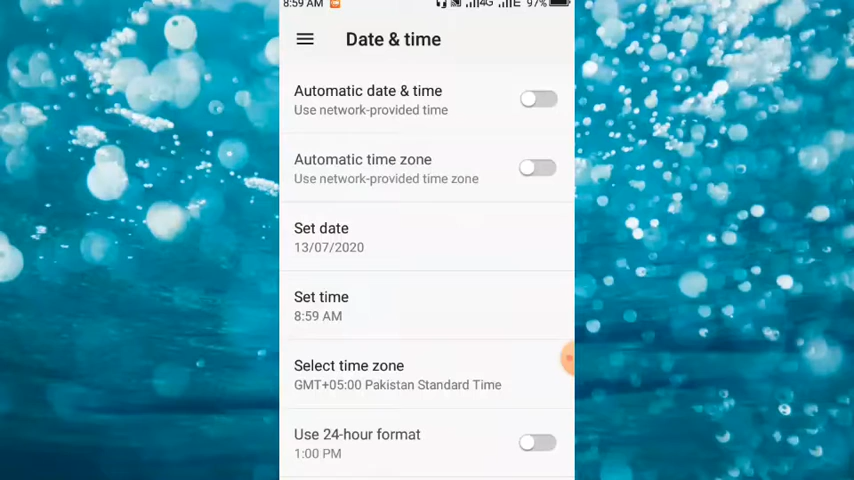 8:59 AM 4G E 97%
Date & time
Automatic date & time
Use network-provided time
Automatic time zone
Use network-provided time zone
Set date
13/07/2020
Set time
8:59 AM
Select time zone
GMT+05:00 Pakistan Standard Time
Use 24-hour format
1:00 PM